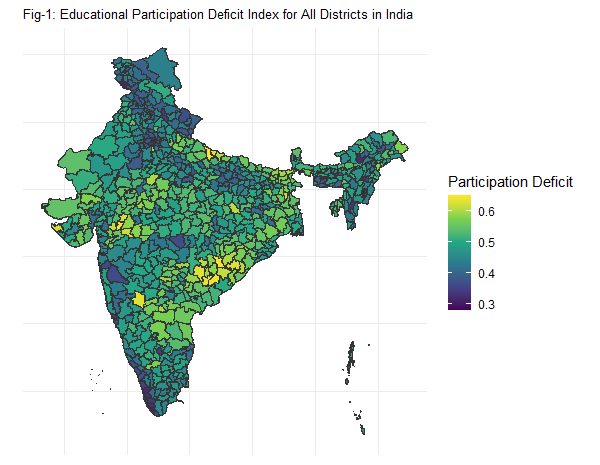 Fig-1: Educational Participation Deficit Index for All Districts in India
Participation Deficit
0.6
0.5
0.4
0.3